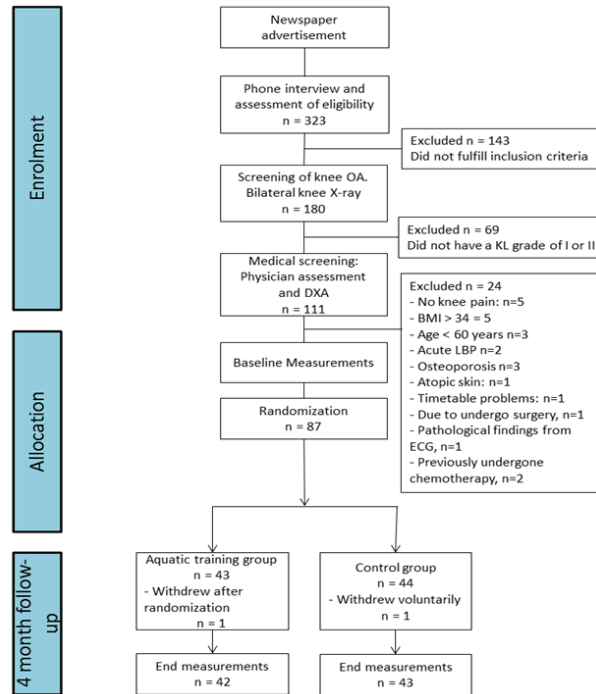 Newspaper
advertisement
Enrolment
Phone interview and
assessment of eligibility
n = 323
Excluded n = 143
Did not fulfill inclusion criteria
Screening of knee OA.
Bilateral knee X-ray
n = 180
Excluded n = 69
Did not have a KL grade of I or II
Medical screening:
Physician assessment
and DXA
n = 111
Excluded n = 24
- No knee pain: n=5
- BMI > 34 = 5
- Age < 60 years n=3
- Acute LBP n=2
- Osteoporosis n=3
- Atopic skin: n=1
- Timetable problems: n=1
- Due to undergo surgery, n=1
- Pathological findings from
ECG, n=1
- Previously undergone
chemotherapy, n=2
Allocation
Baseline Measurements
Randomization
n = 87
4 month follow-
up
Aquatic training group
n = 43
- Withdrew after
randomization
n = 1
Control group
n = 44
- Withdrew voluntarily
n = 1
End measurements
n = 42
End measurements
n = 43